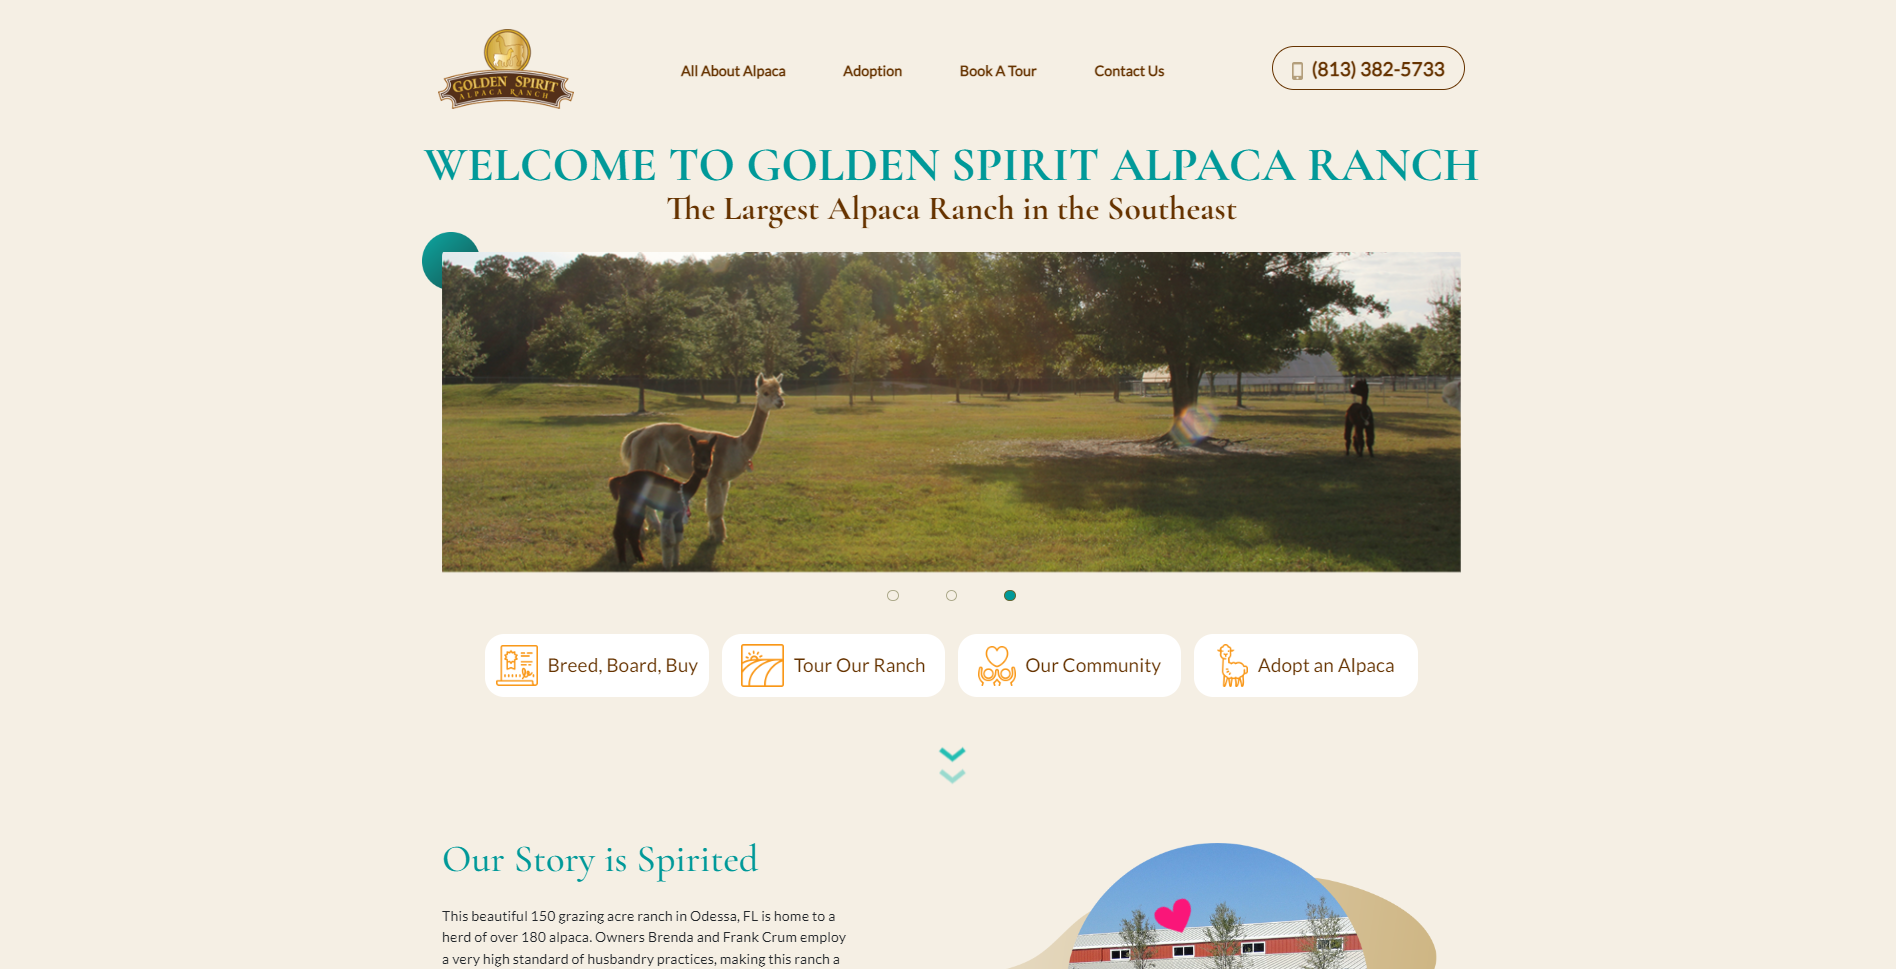 GOLDEN SPIRIT
ALPACA RANCH
All About Alpaca
Adoption
Book A Tour
Contact Us
(813) 382-5733
WELCOME TO GOLDEN SPIRIT ALPACA RANCH
The Largest Alpaca Ranch in the Southeast
Breed, Board, Buy
Tour Our Ranch
Our Community
Adopt an Alpaca
Our Story is Spirited
This beautiful 150 grazing acre ranch in Odessa, FL is home to a
herd of over 180 alpaca. Owners Brenda and Frank Crum employ
a very high standard of husbandry practices, making this ranch a